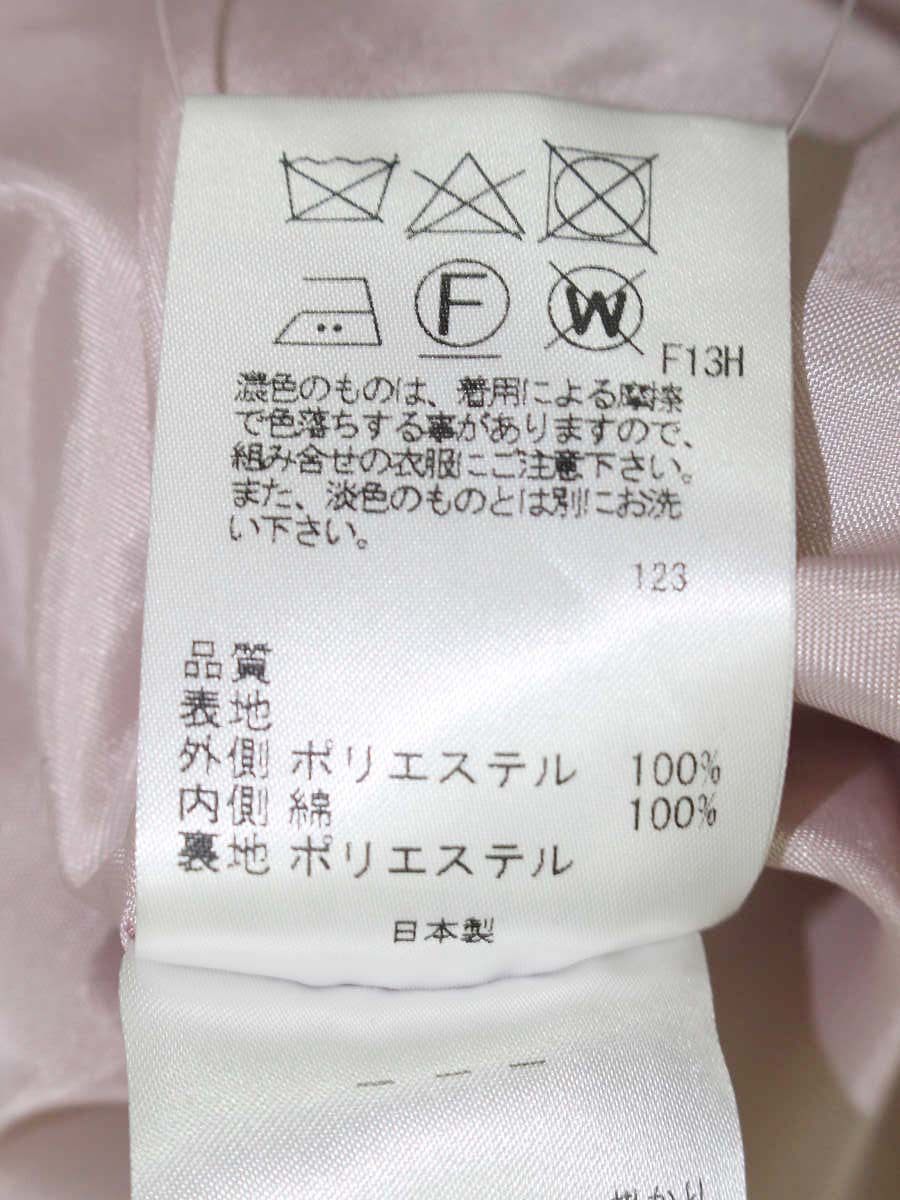 F
W
F13H
濃色のものは、着用による摩擦
で色落ちする事がありますので、
組み合せの衣服にご注意下さい。
また、淡色のものとは別にお洗
い下さい。
123
品質
表地
外側 ポリエステル 100%
内側 綿 100%
裏地 ポリエステル
日本製